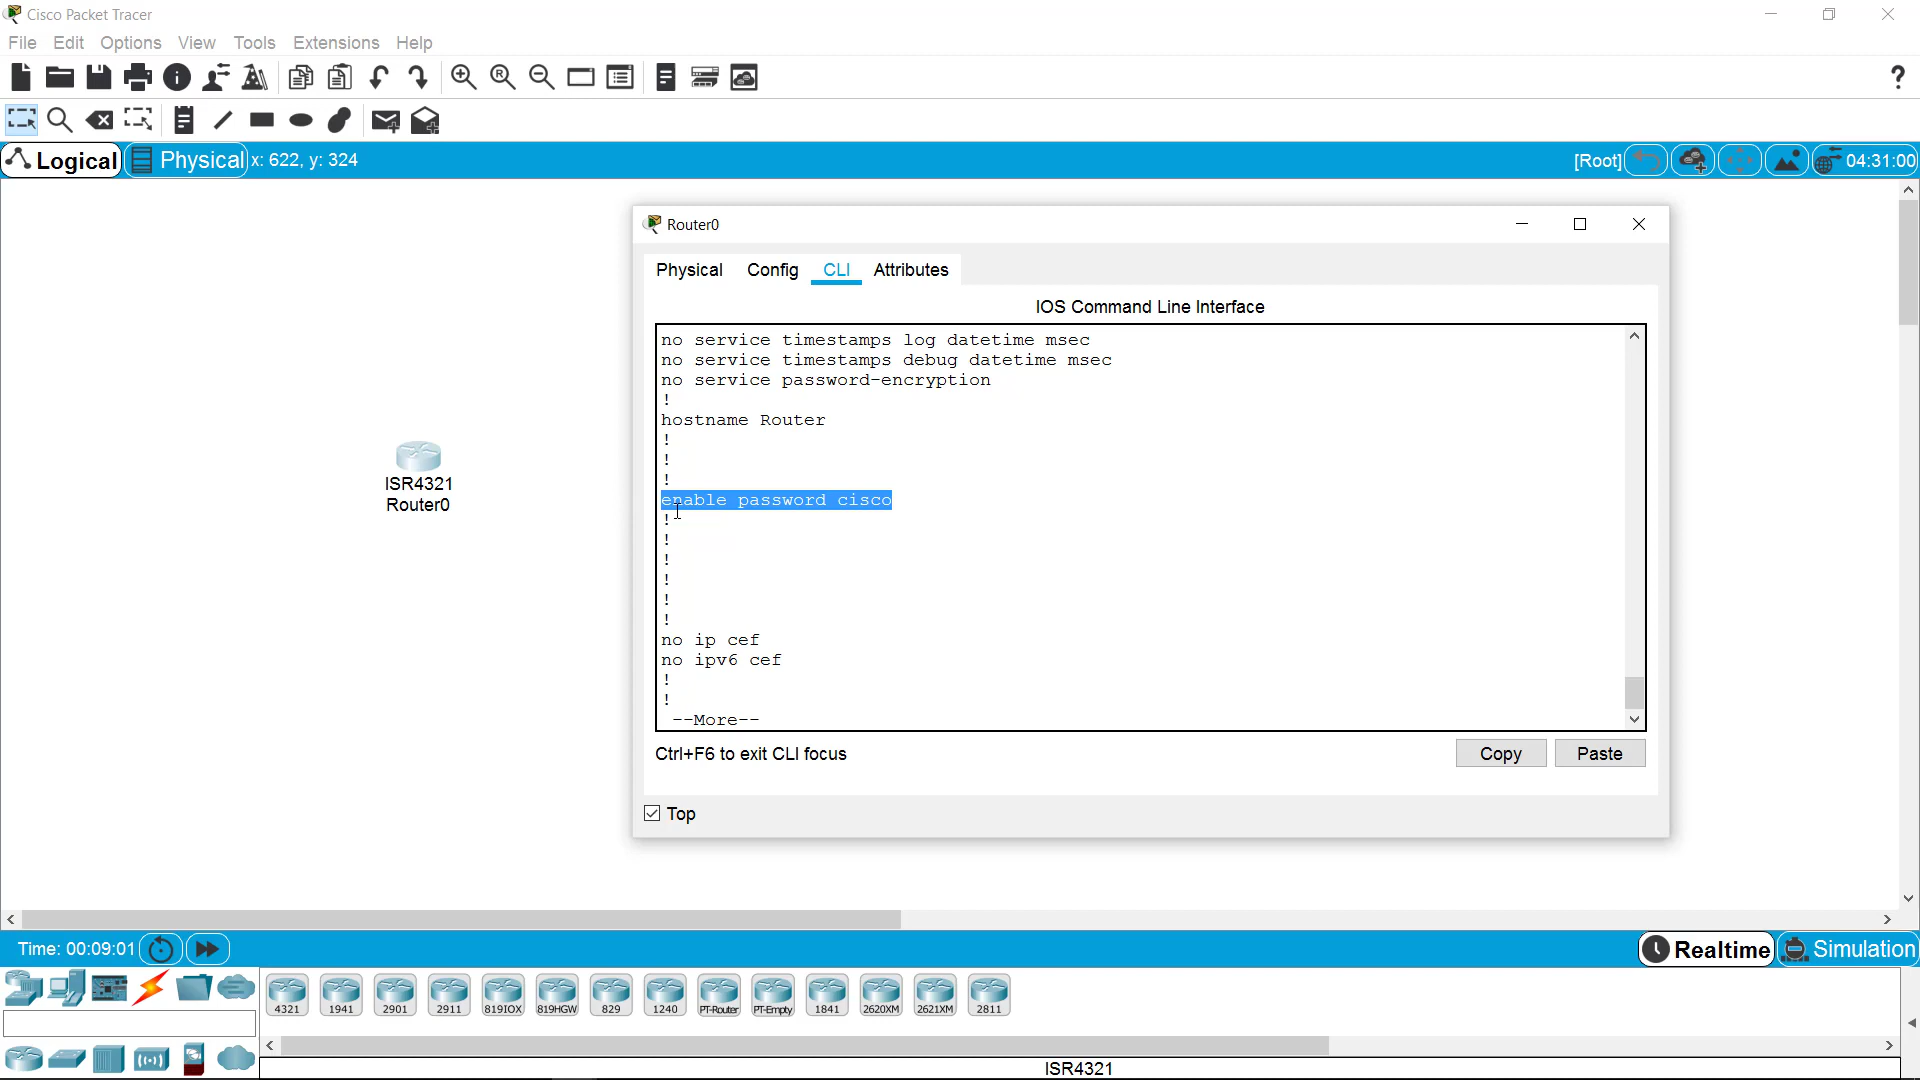 Cisco Packet Tracer
File Edit Options View Tools Extensions Help
Logical Physical x: 622, y: 324 [Root] 04:31:00
Router0
Physical Config CLI Attributes
IOS Command Line Interface
no service timestamps log datetime msec
no service timestamps debug datetime msec
no service password-encryption
!
hostname Router
!
!
!
enable password cisco
!
!
!
!
!
!
no ip cef
no ipv6 cef
!
!
--More--
Ctrl+F6 to exit CLI focus Copy Paste
Top
ISR4321
Router0
Time: 00:09:01 Realtime Simulation
4321 1941 2901 2911 819IOX 819HGW 829 1240 PT-Router PT-Empty 1841 2620XM 2621XM 2811
ISR4321